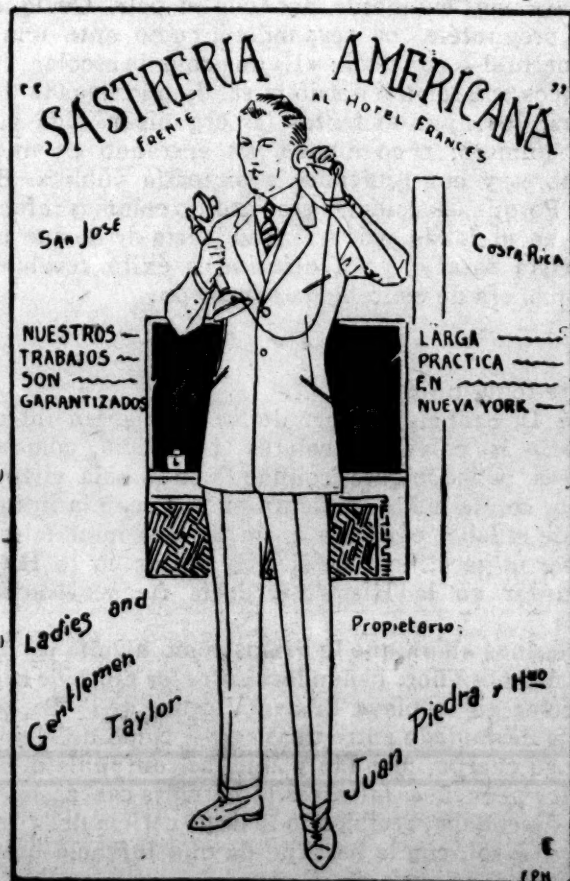 "SASTRERIA AMERICANA"
FRENTE AL HOTEL FRANCES
SAN JOSE
Costa Rica
NUESTROS
TRABAJOS
SON
GARANTIZADOS
LARGA
PRACTICA
EN
NUEVA YORK
Ladies and
Gentlemen
Taylor
Propietario:
Juan Piedra y Hno